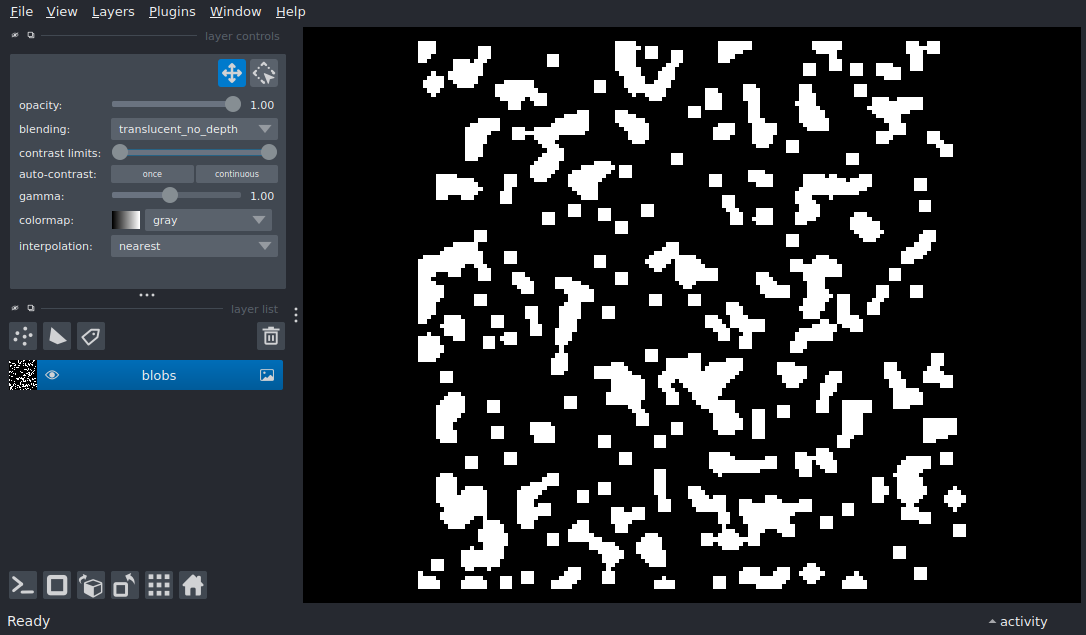 File View Layers Plugins Window Help
layer controls
opacity: 1.00
blending: translucent_no_depth
contrast limits:
auto-contrast: once continuous
gamma: 1.00
colormap: gray
interpolation: nearest
layer list
blobs
Ready activity